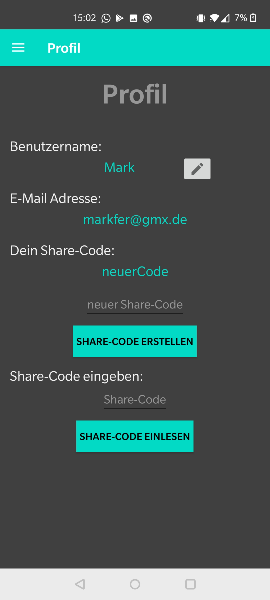 15:02 7%
Profil
Profil
Benutzername:
Mark
E-Mail Adresse:
markfer@gmx.de
Dein Share-Code:
neuerCode
neuer Share-Code
SHARE-CODE ERSTELLEN
Share-Code eingeben:
Share-Code
SHARE-CODE EINLESEN